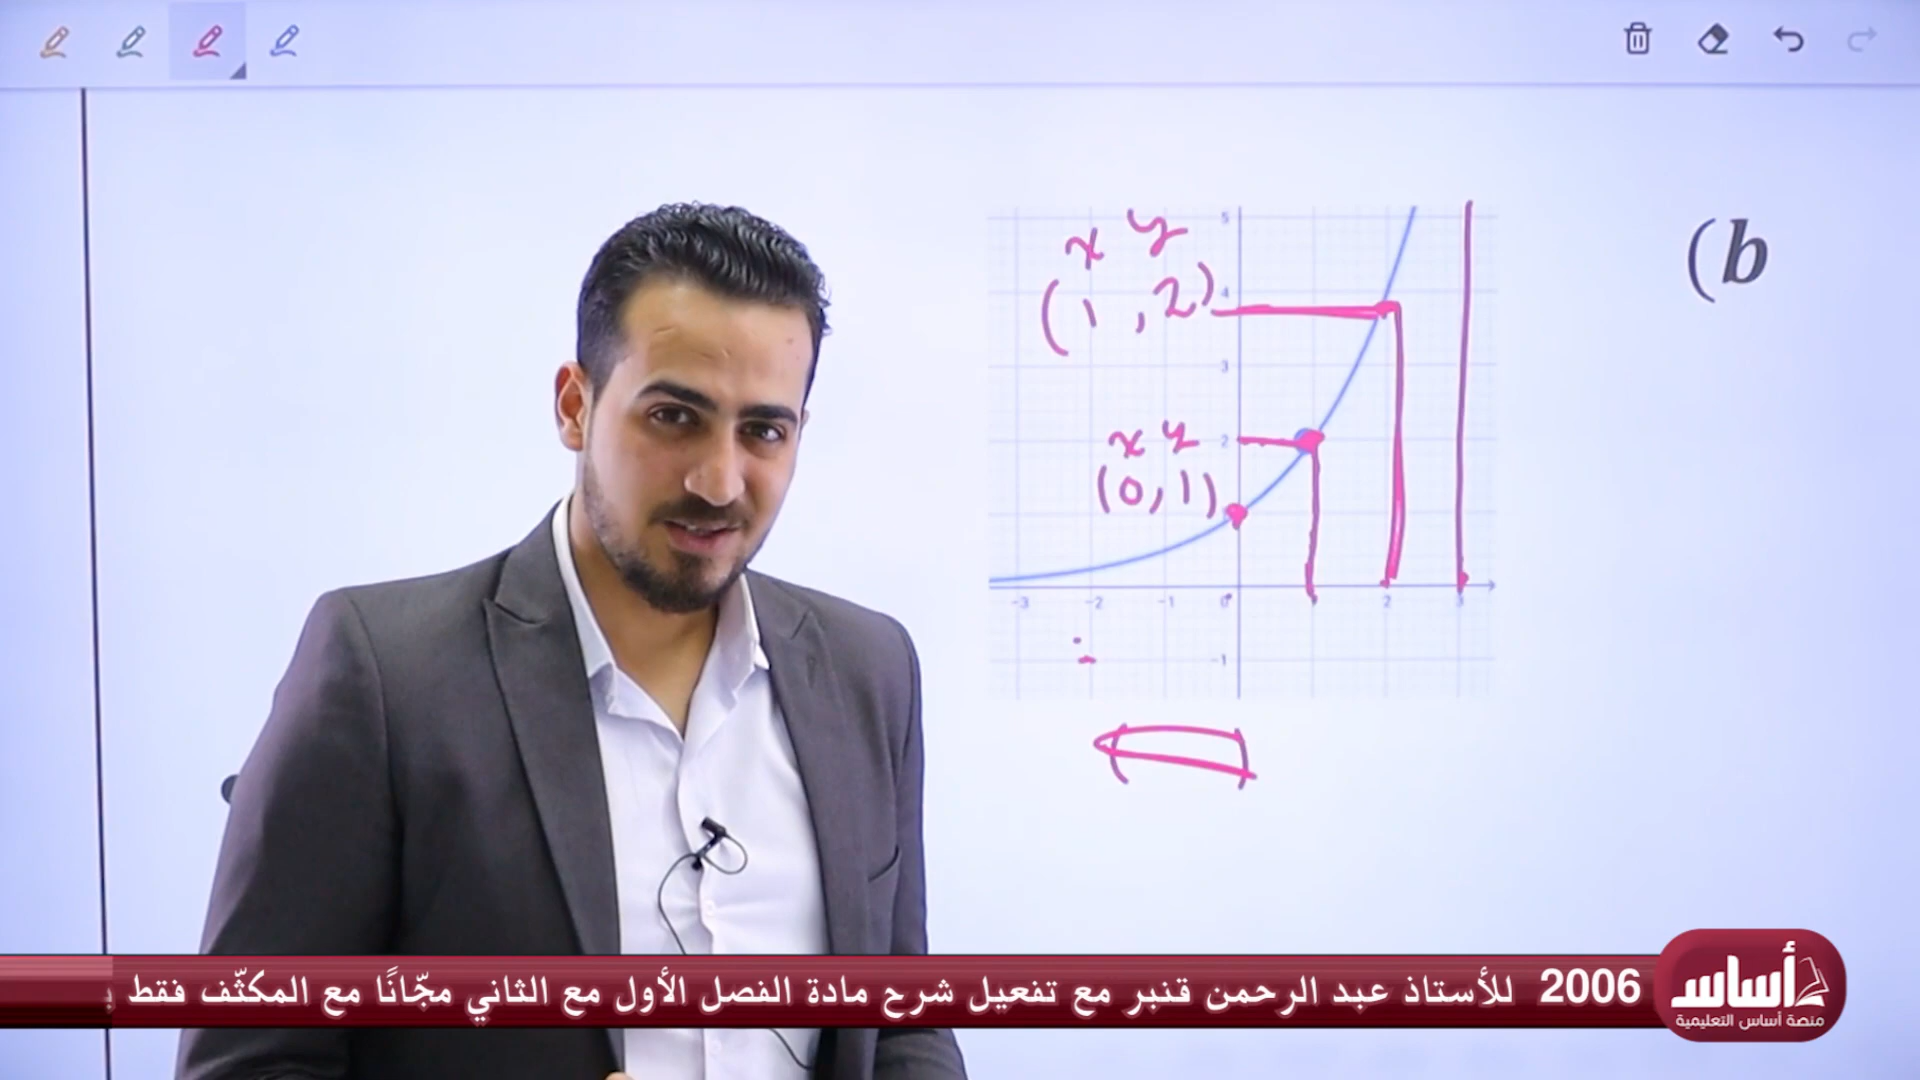 (b
5
x y
(1, 2)
4
3
x y
2
(0, 1)
-3 -2 -1 0 2 3
-1
2006 للأستاذ عبد الرحمن قنبر مع تفعيل شرح مادة الفصل الأول مع الثاني مجّانًا مع المكثّف فقط بـ
أساس
منصة أساس التعليمية